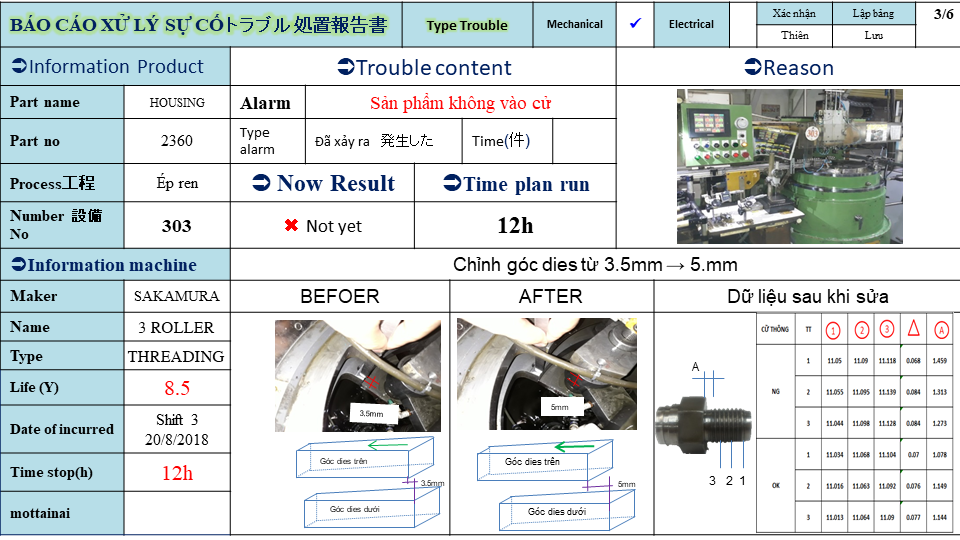 BÁO CÁO XỬ LÝ SỰ CỐトラブル処置報告書
Type Trouble
Mechanical
✓
Electrical
Xác nhận
Lập bảng
3/6
Thiên
Lưu
➲Information Product
➲Trouble content
➲Reason
Part name
HOUSING
Alarm
Sản phẩm không vào cử
Part no
2360
Type
alarm
Đã xảy ra 発生した
Time(件)
Process工程
Ép ren
➲ Now Result
➲Time plan run
Number 設備
No
303
✖ Not yet
12h
303
➲Information machine
Chỉnh góc dies từ 3.5mm → 5.mm
Maker
SAKAMURA
BEFOER
AFTER
Dữ liệu sau khi sửa
Name
3 ROLLER
Type
THREADING
Life (Y)
8.5
Date of incurred
Shift 3
20/8/2018
Time stop(h)
12h
mottainai
3.5mm
Góc dies trên
3.5mm
Góc dies dưới
5mm
Góc dies trên
5mm
Góc dies dưới
A
3 2 1
CỬ THÔNG TT 1 2 3 Δ A
NG
1 11.05 11.09 11.118 0.068 1.459
2 11.055 11.095 11.139 0.084 1.313
3 11.044 11.098 11.128 0.084 1.273
OK
1 11.034 11.068 11.104 0.07 1.078
2 11.016 11.063 11.092 0.076 1.149
3 11.013 11.064 11.09 0.077 1.144